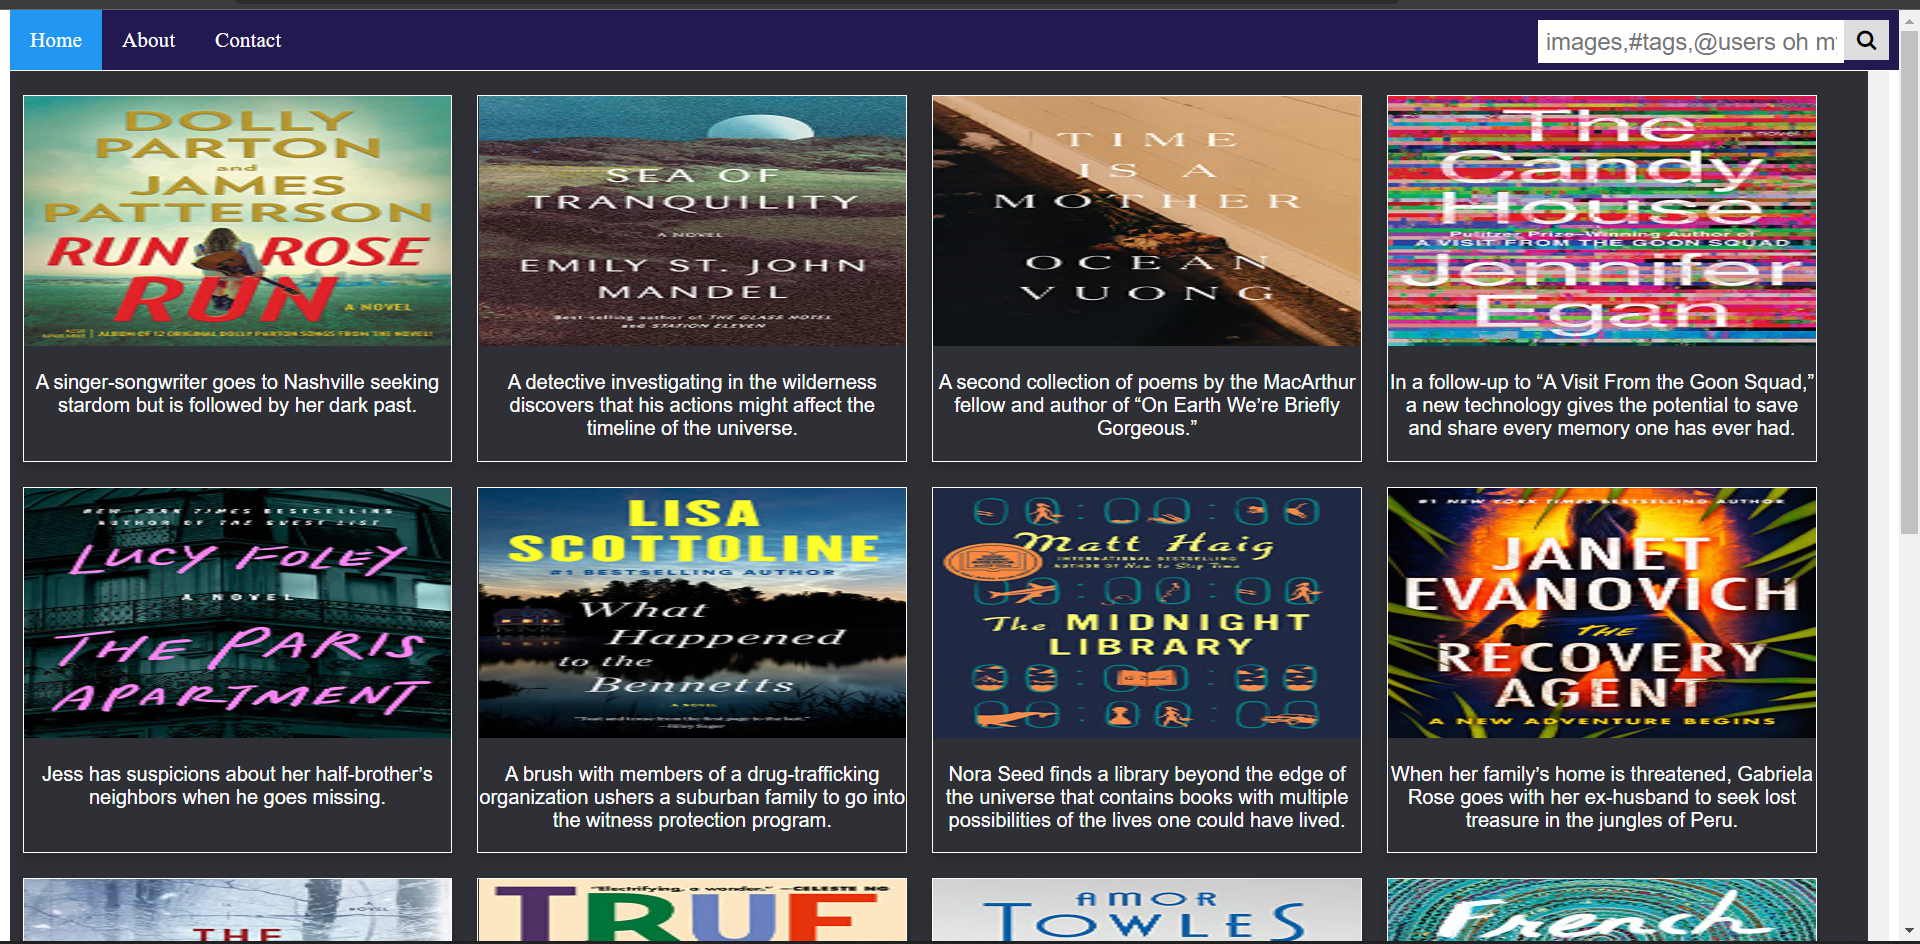 Home About Contact
images,#tags,@users oh m
DOLLY
PARTON
and
JAMES
PATTERSON
RUN ROSE
RUN
A NOVEL
ALBUM OF 12 ORIGINAL DOLLY PARTON SONGS FROM THE NOVEL!
A singer-songwriter goes to Nashville seeking
stardom but is followed by her dark past.
SEA OF
TRANQUILITY
A NOVEL
EMILY ST. JOHN
MANDEL
Best-selling author of THE GLASS HOTEL
and STATION ELEVEN
A detective investigating in the wilderness
discovers that his actions might affect the
timeline of the universe.
TIME
IS A
MOTHER
OCEAN
VUONG
A second collection of poems by the MacArthur
fellow and author of “On Earth We’re Briefly
Gorgeous.”
The
Candy
House
Pulitzer Prize–Winning Author of
A VISIT FROM THE GOON SQUAD
Jennifer
Egan
In a follow-up to “A Visit From the Goon Squad,”
a new technology gives the potential to save
and share every memory one has ever had.
NEW YORK TIMES BESTSELLING
AUTHOR OF THE GUEST LIST
LUCY FOLEY
A NOVEL
THE PARIS
APARTMENT
Jess has suspicions about her half-brother’s
neighbors when he goes missing.
LISA
SCOTTOLINE
#1 BESTSELLING AUTHOR
What
Happened
to the
Bennetts
A NOVEL
A brush with members of a drug-trafficking
organization ushers a suburban family to go into
the witness protection program.
Matt Haig
INTERNATIONAL BESTSELLING
AUTHOR OF How to Stop Time
The MIDNIGHT
LIBRARY
A Novel
Nora Seed finds a library beyond the edge of
the universe that contains books with multiple
possibilities of the lives one could have lived.
#1 NEW YORK TIMES BESTSELLING AUTHOR
JANET
EVANOVICH
THE
RECOVERY
AGENT
A NEW ADVENTURE BEGINS
When her family’s home is threatened, Gabriela
Rose goes with her ex-husband to seek lost
treasure in the jungles of Peru.
A
NOVEL
THE
"Electrifying, a wonder." —CELESTE NG
TRUE
AMOR
TOWLES
French